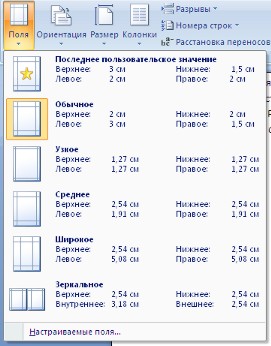 Разрывы
Номера строк
Расстановка переносов
Поля Ориентация Размер Колонки
Последнее пользовательское значение
Верхнее: 3 см Нижнее: 1,5 см
Левое: 2 см Правое: 2 см
Обычное
Верхнее: 2 см Нижнее: 2 см
Левое: 3 см Правое: 1,5 см
Узкое
Верхнее: 1,27 см Нижнее: 1,27 см
Левое: 1,27 см Правое: 1,27 см
Среднее
Верхнее: 2,54 см Нижнее: 2,54 см
Левое: 1,91 см Правое: 1,91 см
Широкое
Верхнее: 2,54 см Нижнее: 2,54 см
Левое: 5,08 см Правое: 5,08 см
Зеркальное
Верхнее: 2,54 см Нижнее: 2,54 см
Внутреннее: 3,18 см Внешнее: 2,54 см
Настраиваемые поля...